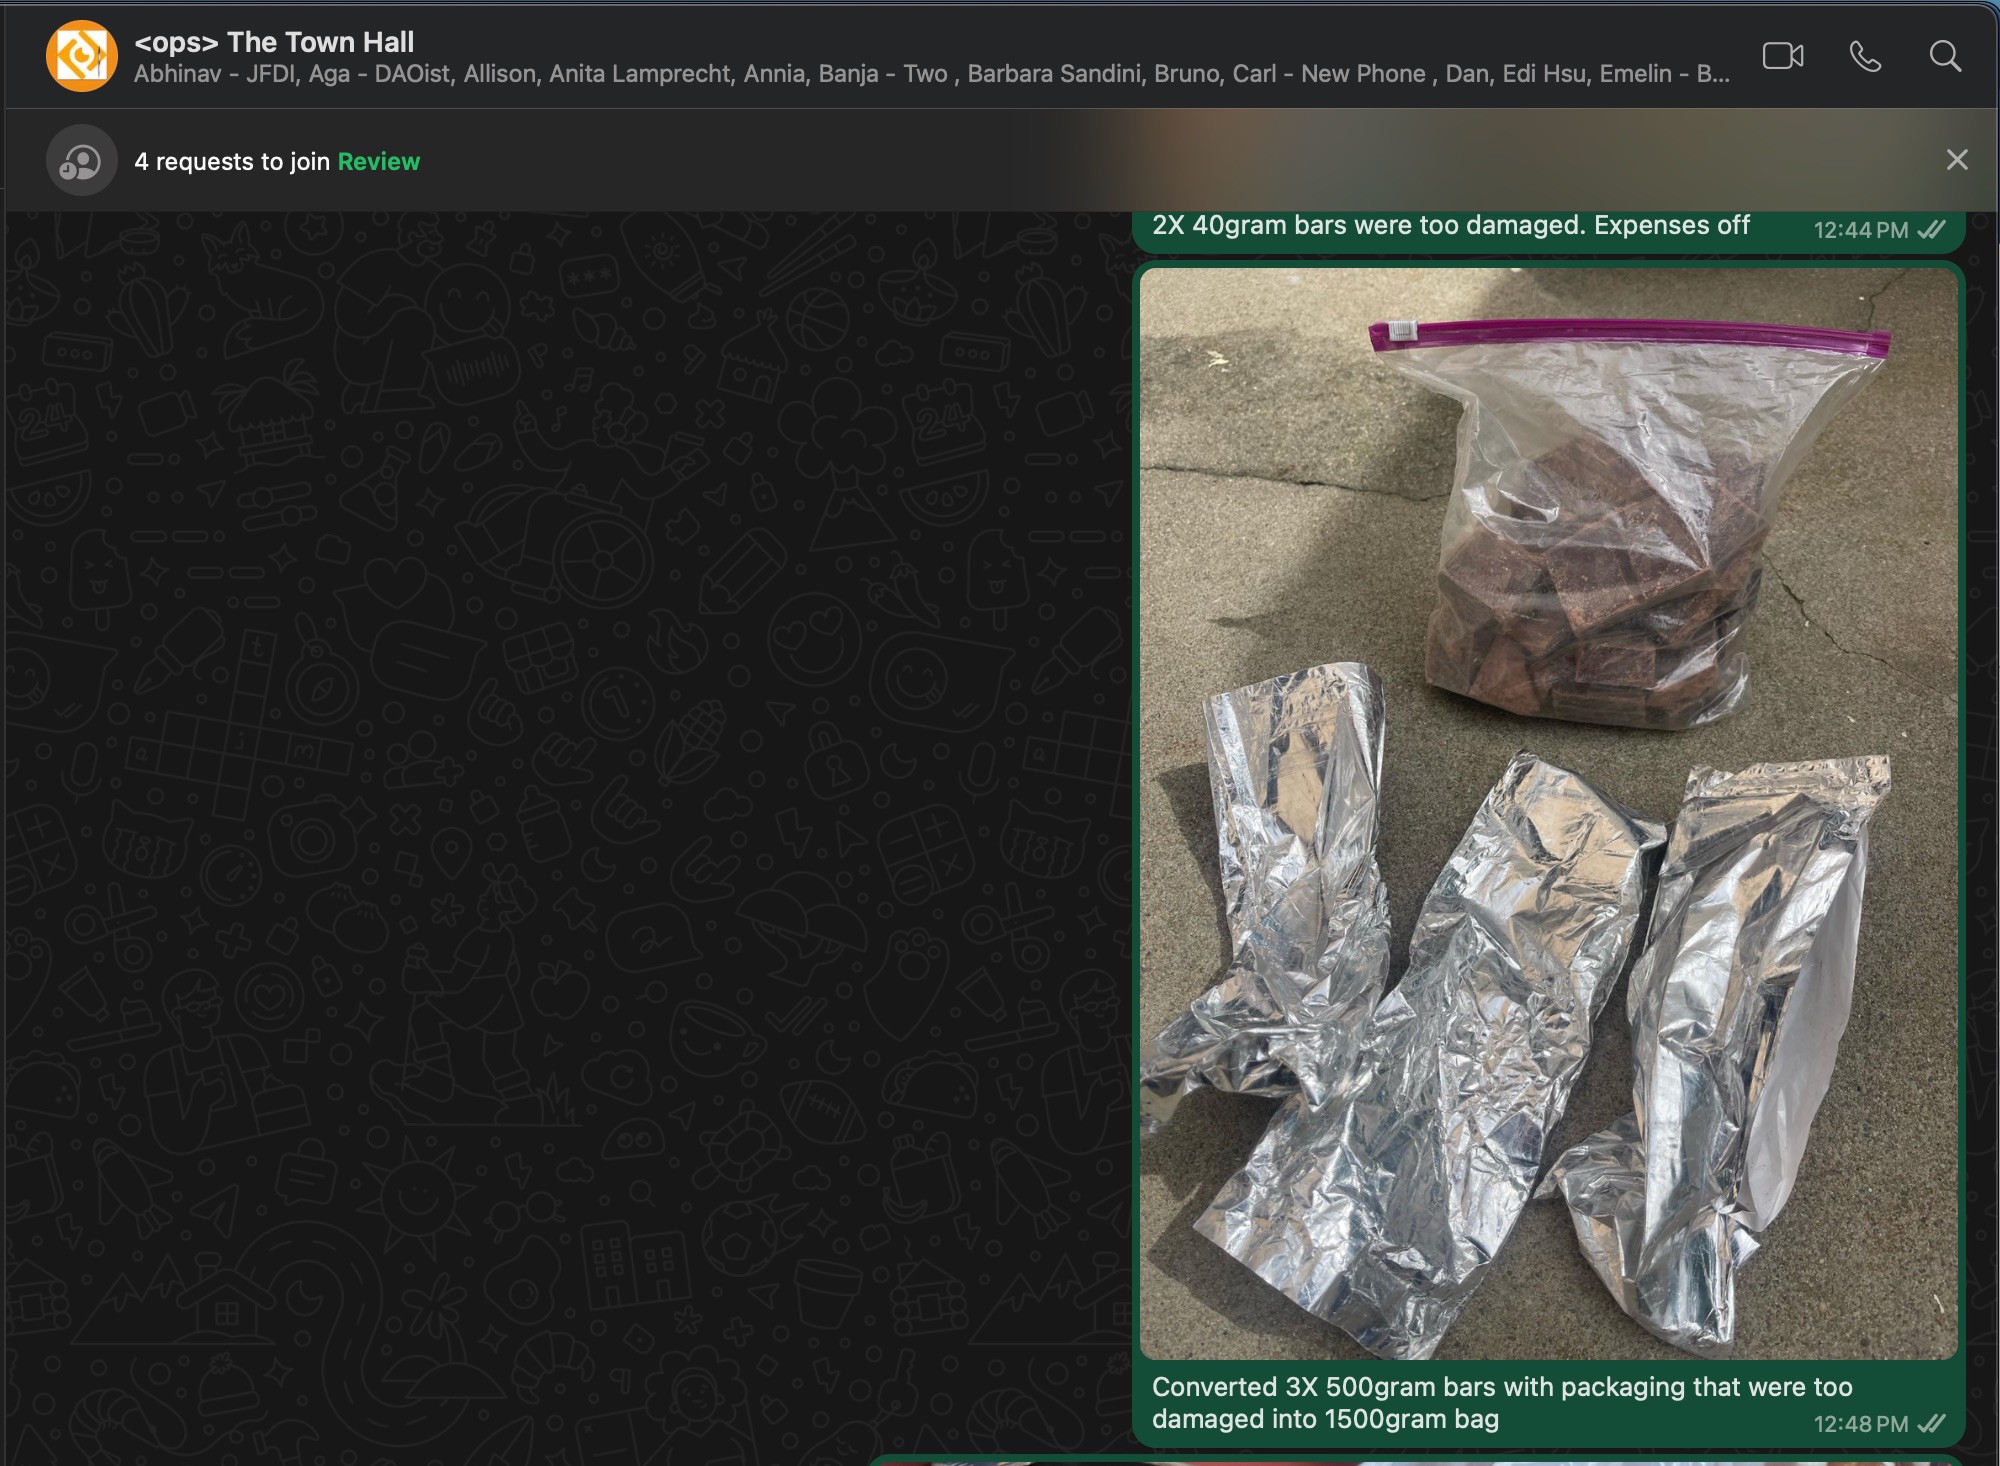 <ops> The Town Hall
Abhinav - JFDI, Aga - DAOist, Allison, Anita Lamprecht, Annia, Banja - Two , Barbara Sandini, Bruno, Carl - New Phone , Dan, Edi Hsu, Emelin - B...
4 requests to join Review
2X 40gram bars were too damaged. Expenses off
12:44 PM
Converted 3X 500gram bars with packaging that were too
damaged into 1500gram bag
12:48 PM